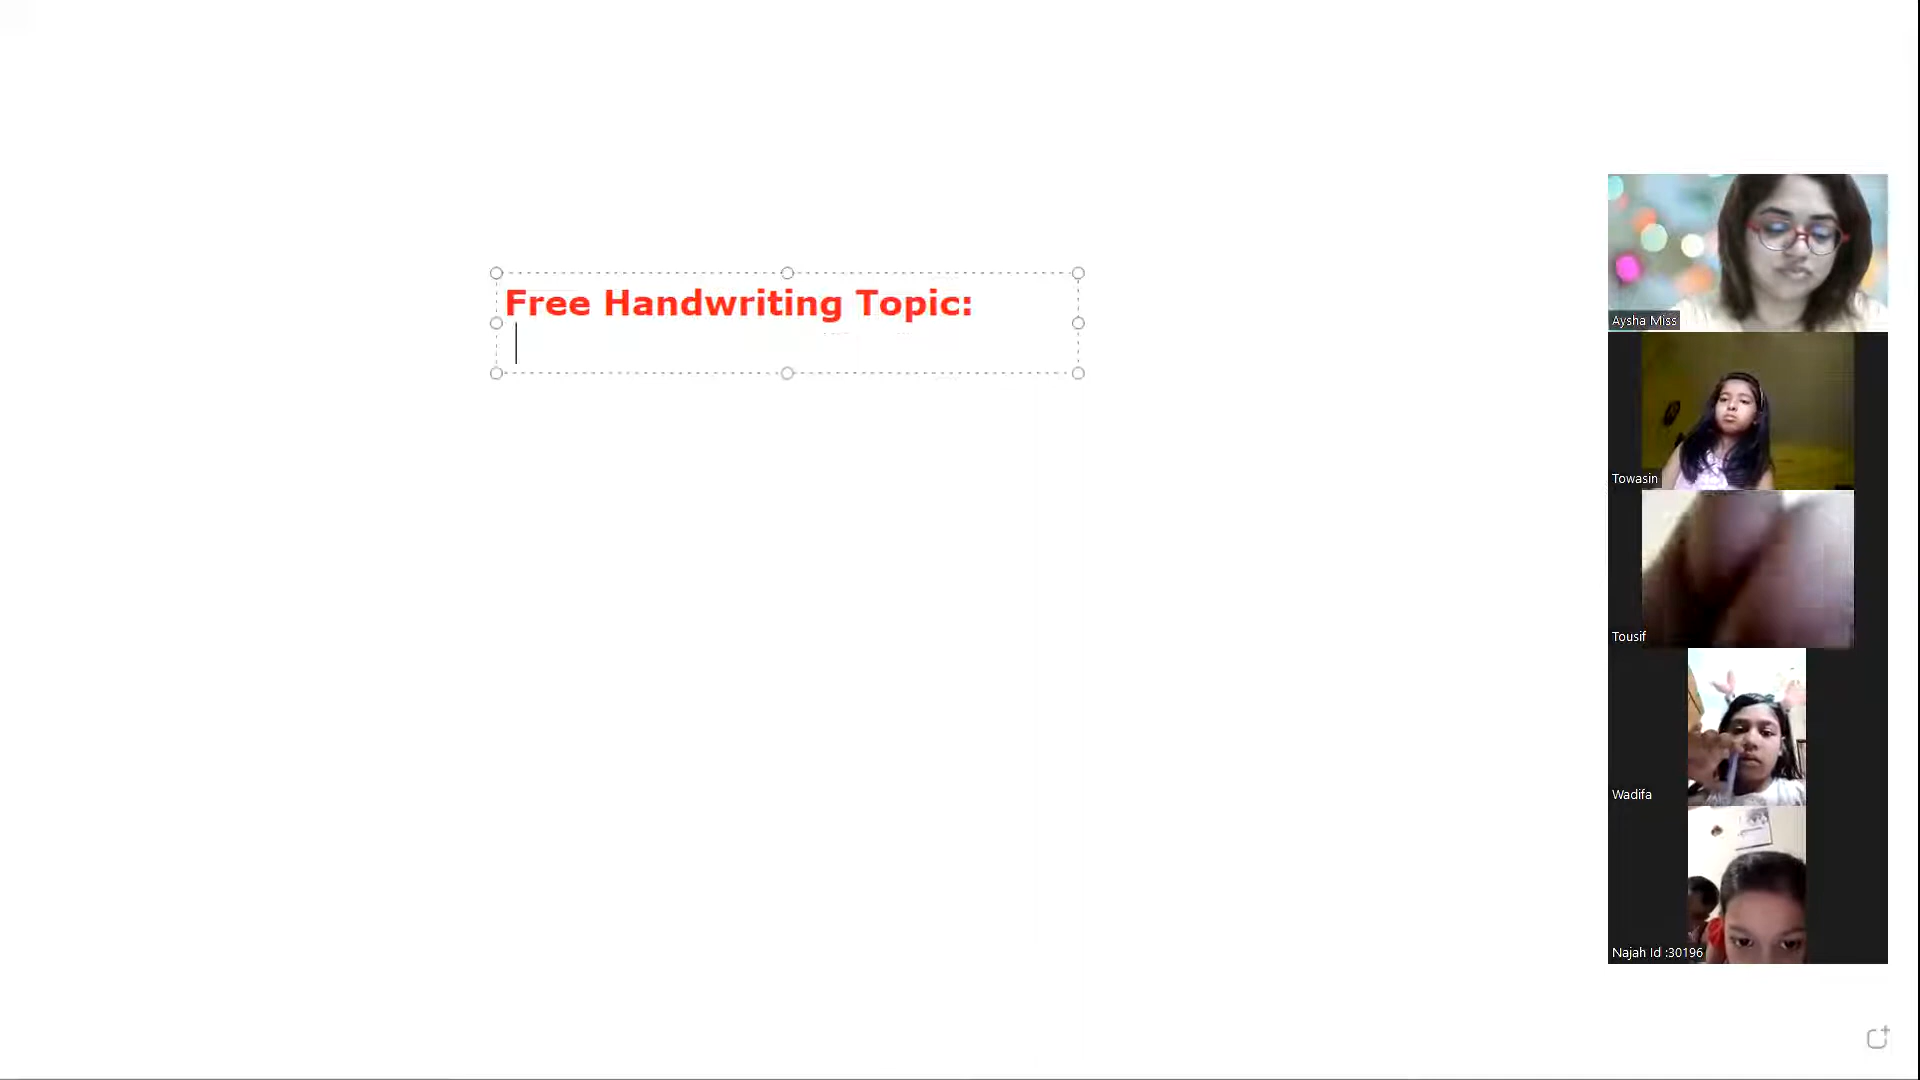 Free Handwriting Topic:
Aysha Miss
Towasin
Tousif
Wadifa
Najah Id :30196